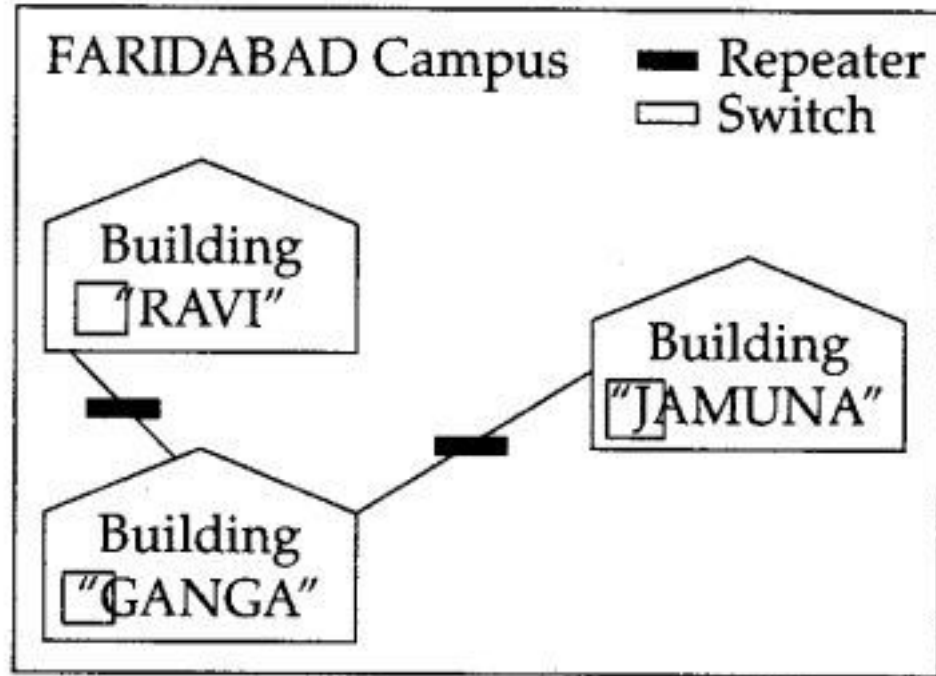 FARIDABAD Campus
Repeater
Switch
Building
"RAVI"
Building
"JAMUNA"
Building
"GANGA"